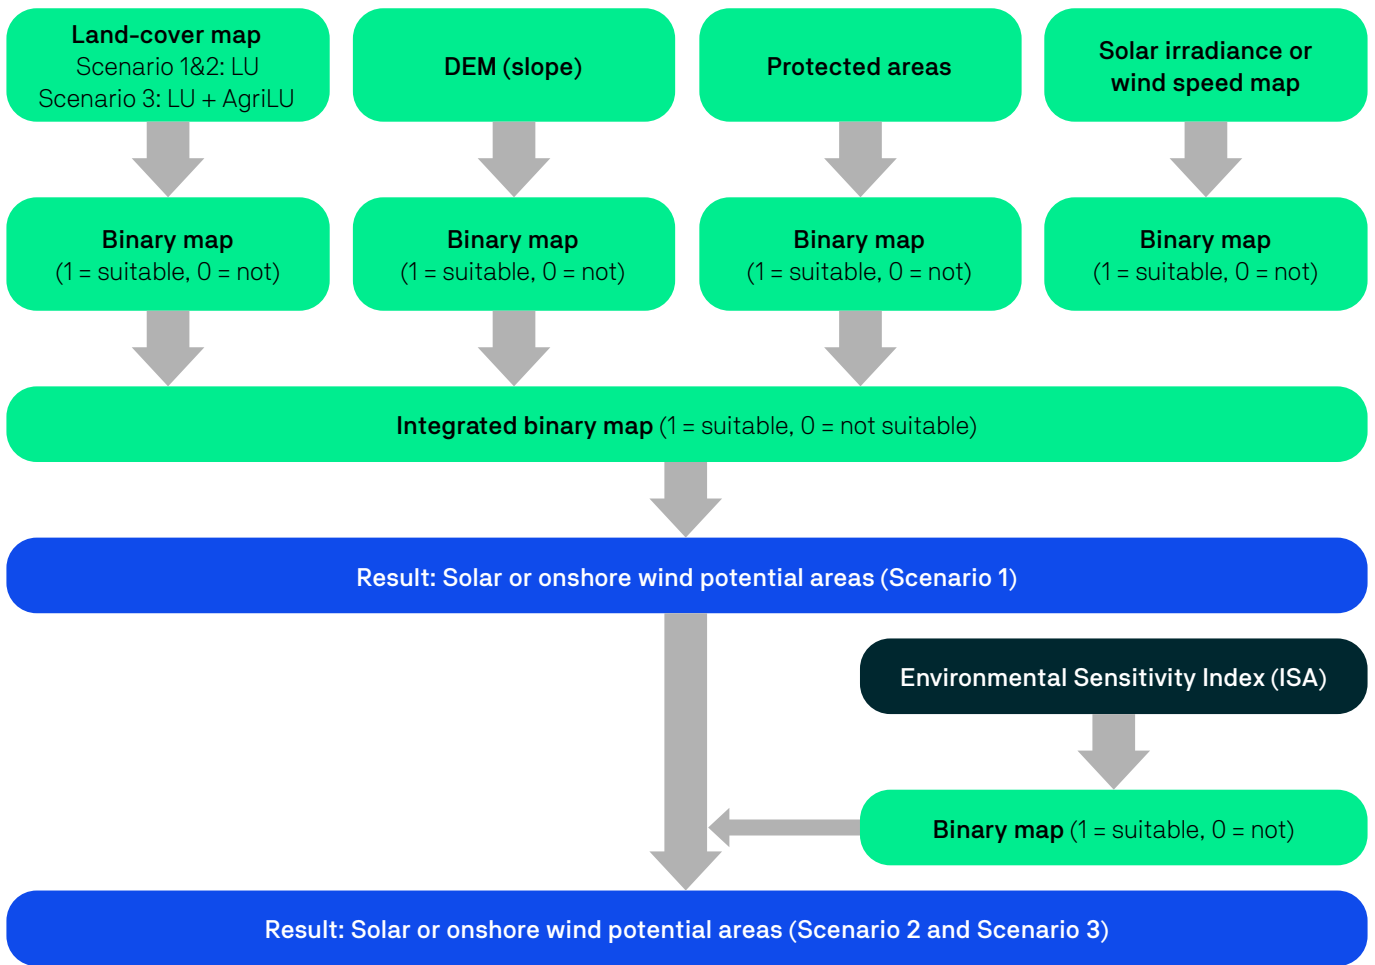 Land-cover map
Scenario 1&2: LU
Scenario 3: LU + AgriLU
DEM (slope)
Protected areas
Solar irradiance or
wind speed map
Binary map
(1 = suitable, 0 = not)
Binary map
(1 = suitable, 0 = not)
Binary map
(1 = suitable, 0 = not)
Binary map
(1 = suitable, 0 = not)
Integrated binary map (1 = suitable, 0 = not suitable)
Result: Solar or onshore wind potential areas (Scenario 1)
Environmental Sensitivity Index (ISA)
Binary map (1 = suitable, 0 = not)
Result: Solar or onshore wind potential areas (Scenario 2 and Scenario 3)